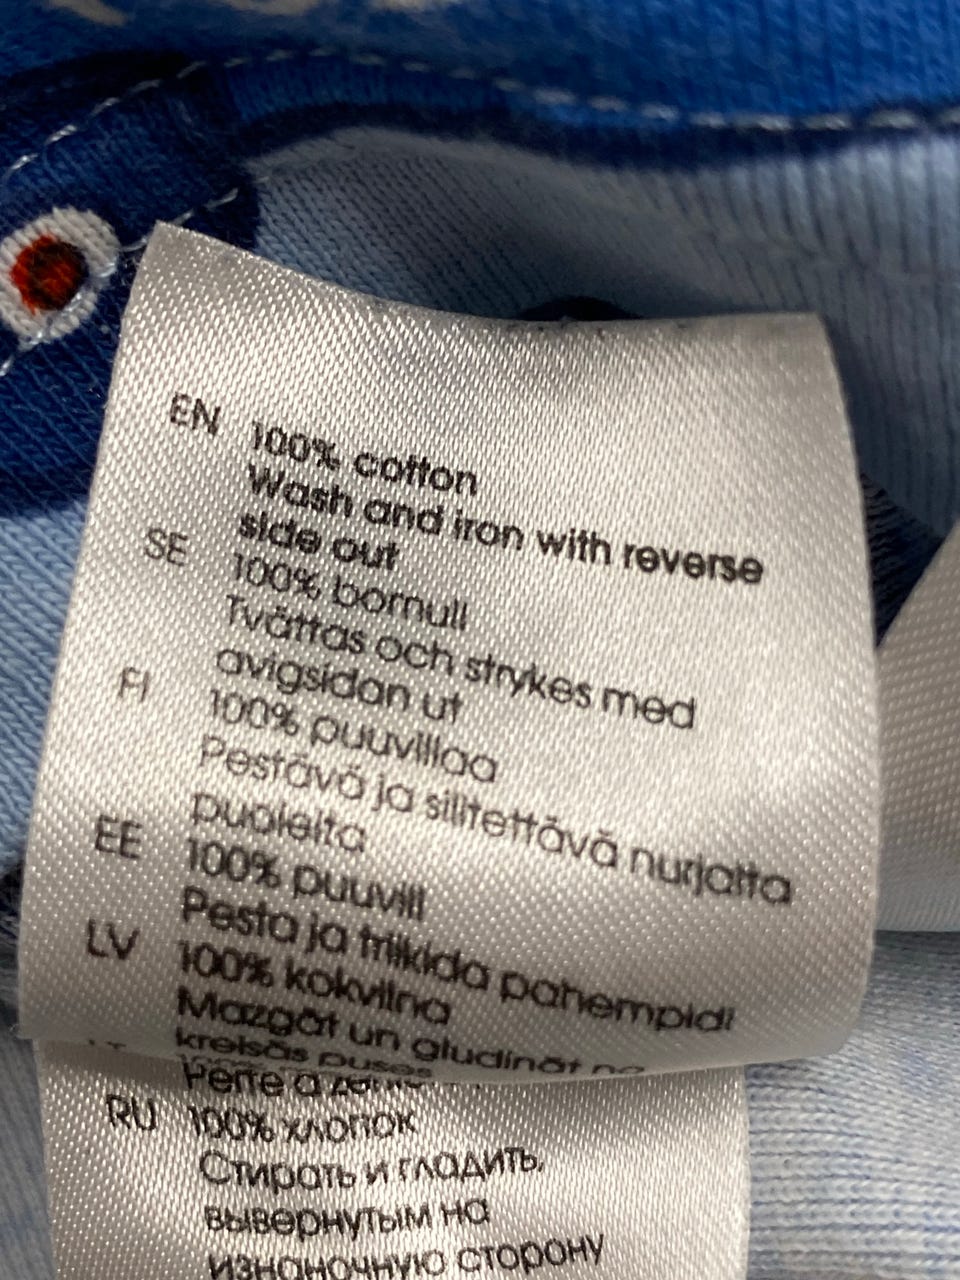 EN 100% cotton
Wash and iron with reverse
side out
SE 100% bomull
Tvättas och strykes med
avigsidan ut
FI 100% puuvillaa
Pestävä ja silitettävä nurjatta
puolelta
EE 100% puuvill
Pesta ja triikida pahempidi
LV 100% kokvilna
Mazgāt un gludināt no
kreisās puses
RU 100% хлопок
Стирать и гладить,
вывернутым на
изнаночную сторону